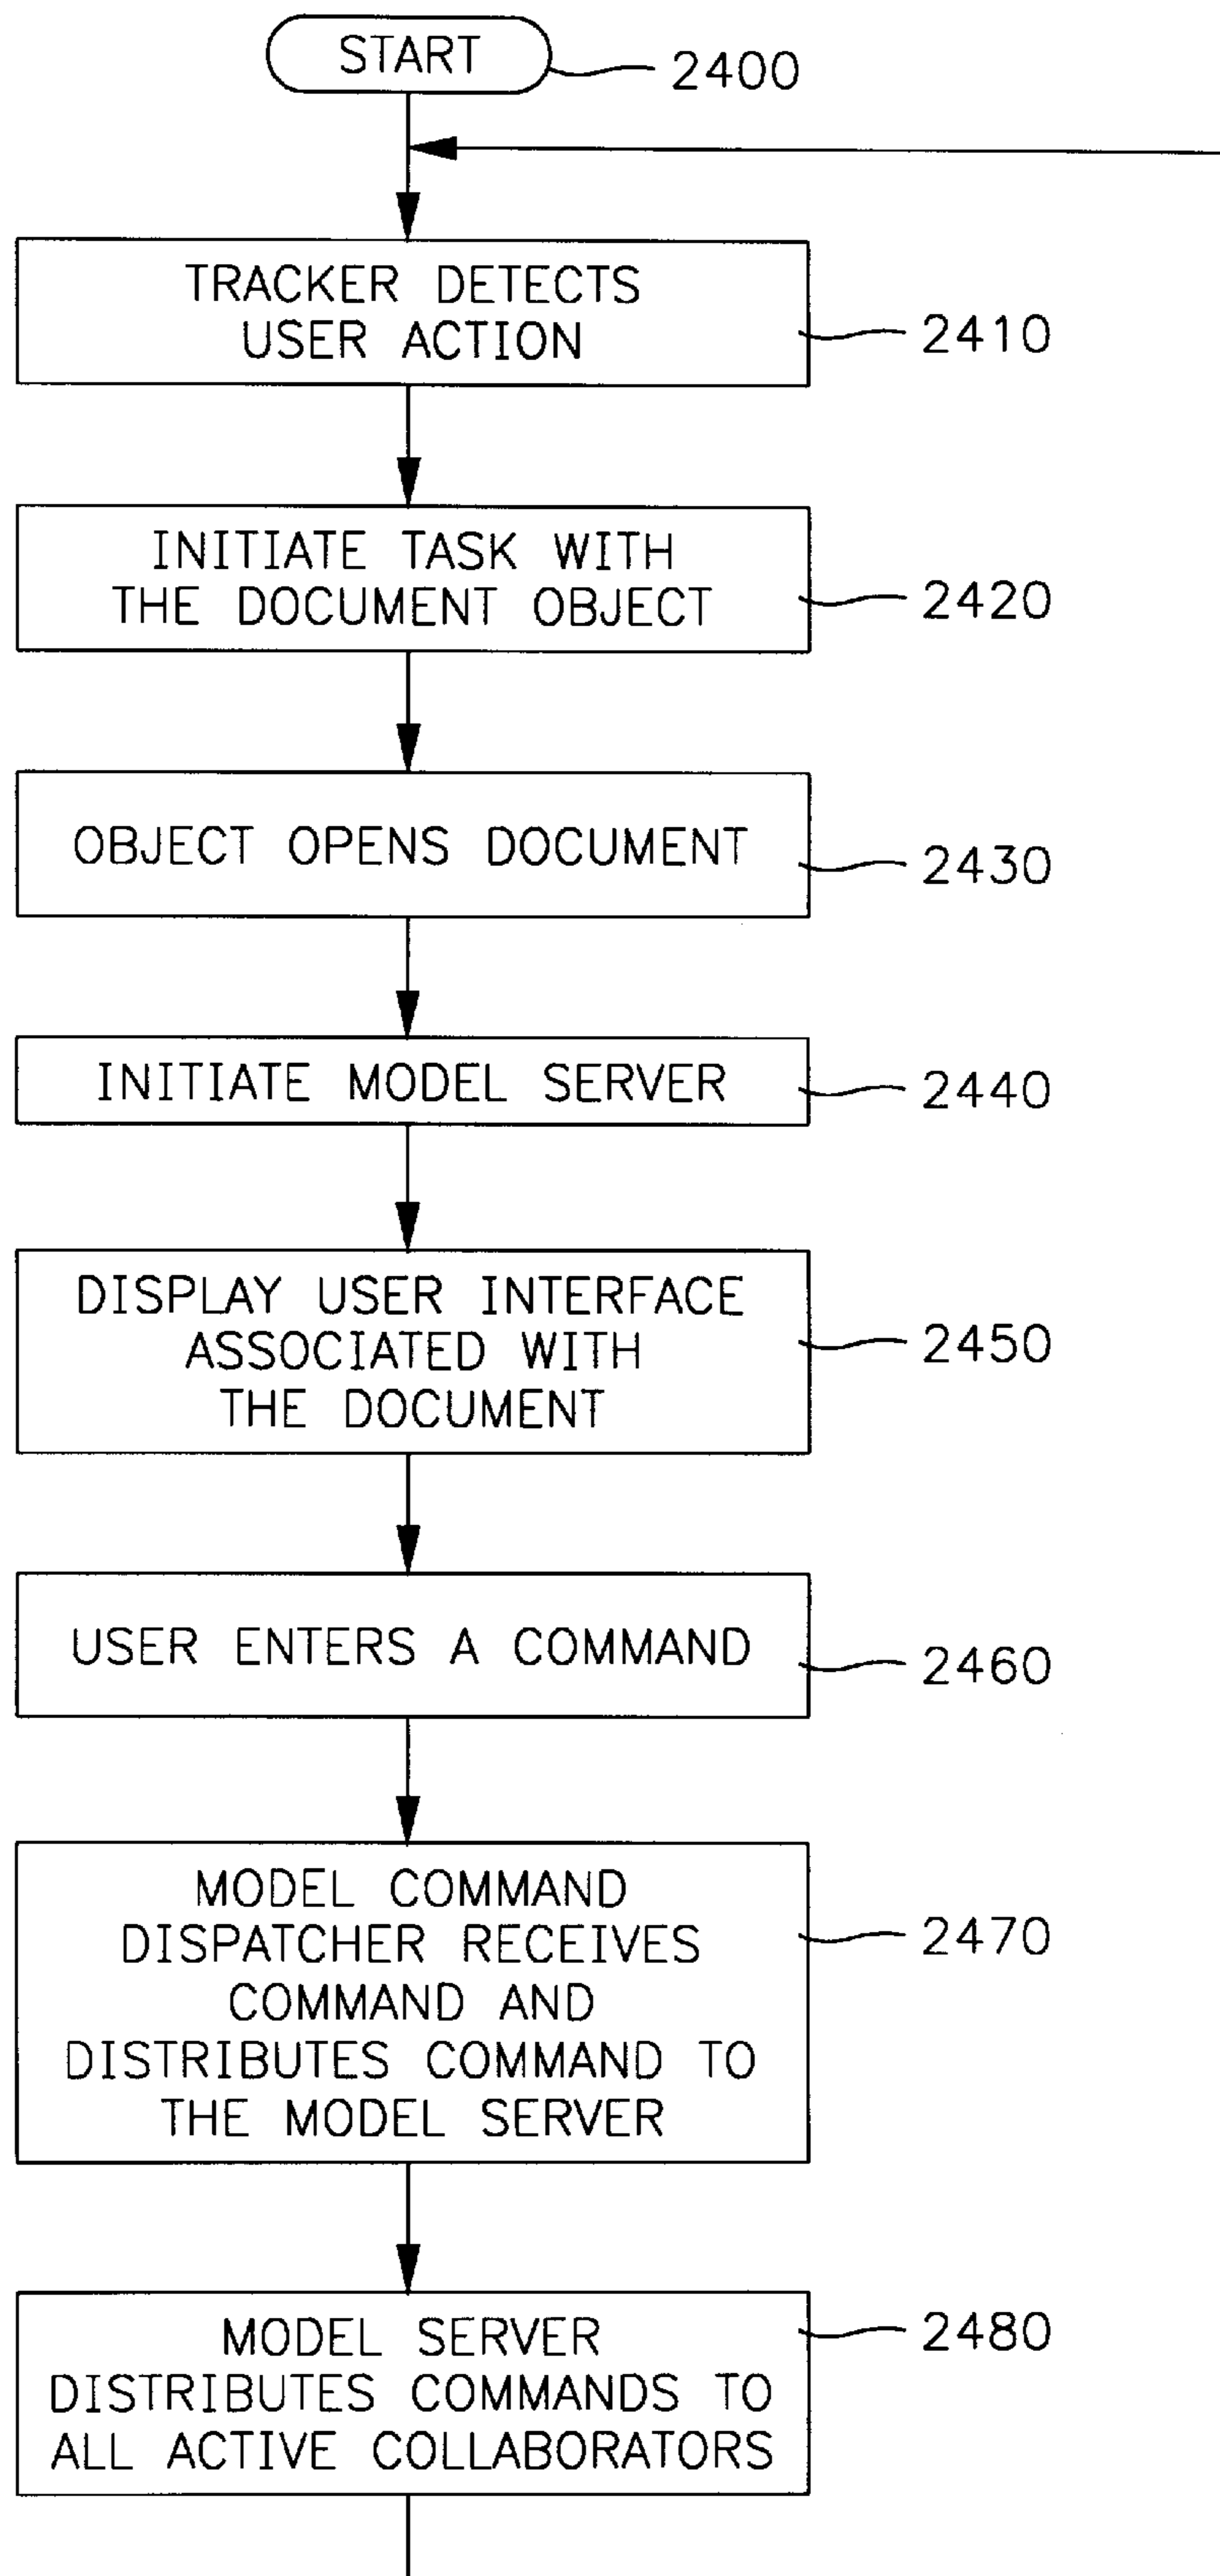 START
2400
TRACKER DETECTS
USER ACTION
2410
INITIATE TASK WITH
THE DOCUMENT OBJECT
2420
OBJECT OPENS DOCUMENT
2430
INITIATE MODEL SERVER
2440
DISPLAY USER INTERFACE
ASSOCIATED WITH
THE DOCUMENT
2450
USER ENTERS A COMMAND
2460
MODEL COMMAND
DISPATCHER RECEIVES
COMMAND AND
DISTRIBUTES COMMAND TO
THE MODEL SERVER
2470
MODEL SERVER
DISTRIBUTES COMMANDS TO
ALL ACTIVE COLLABORATORS
2480